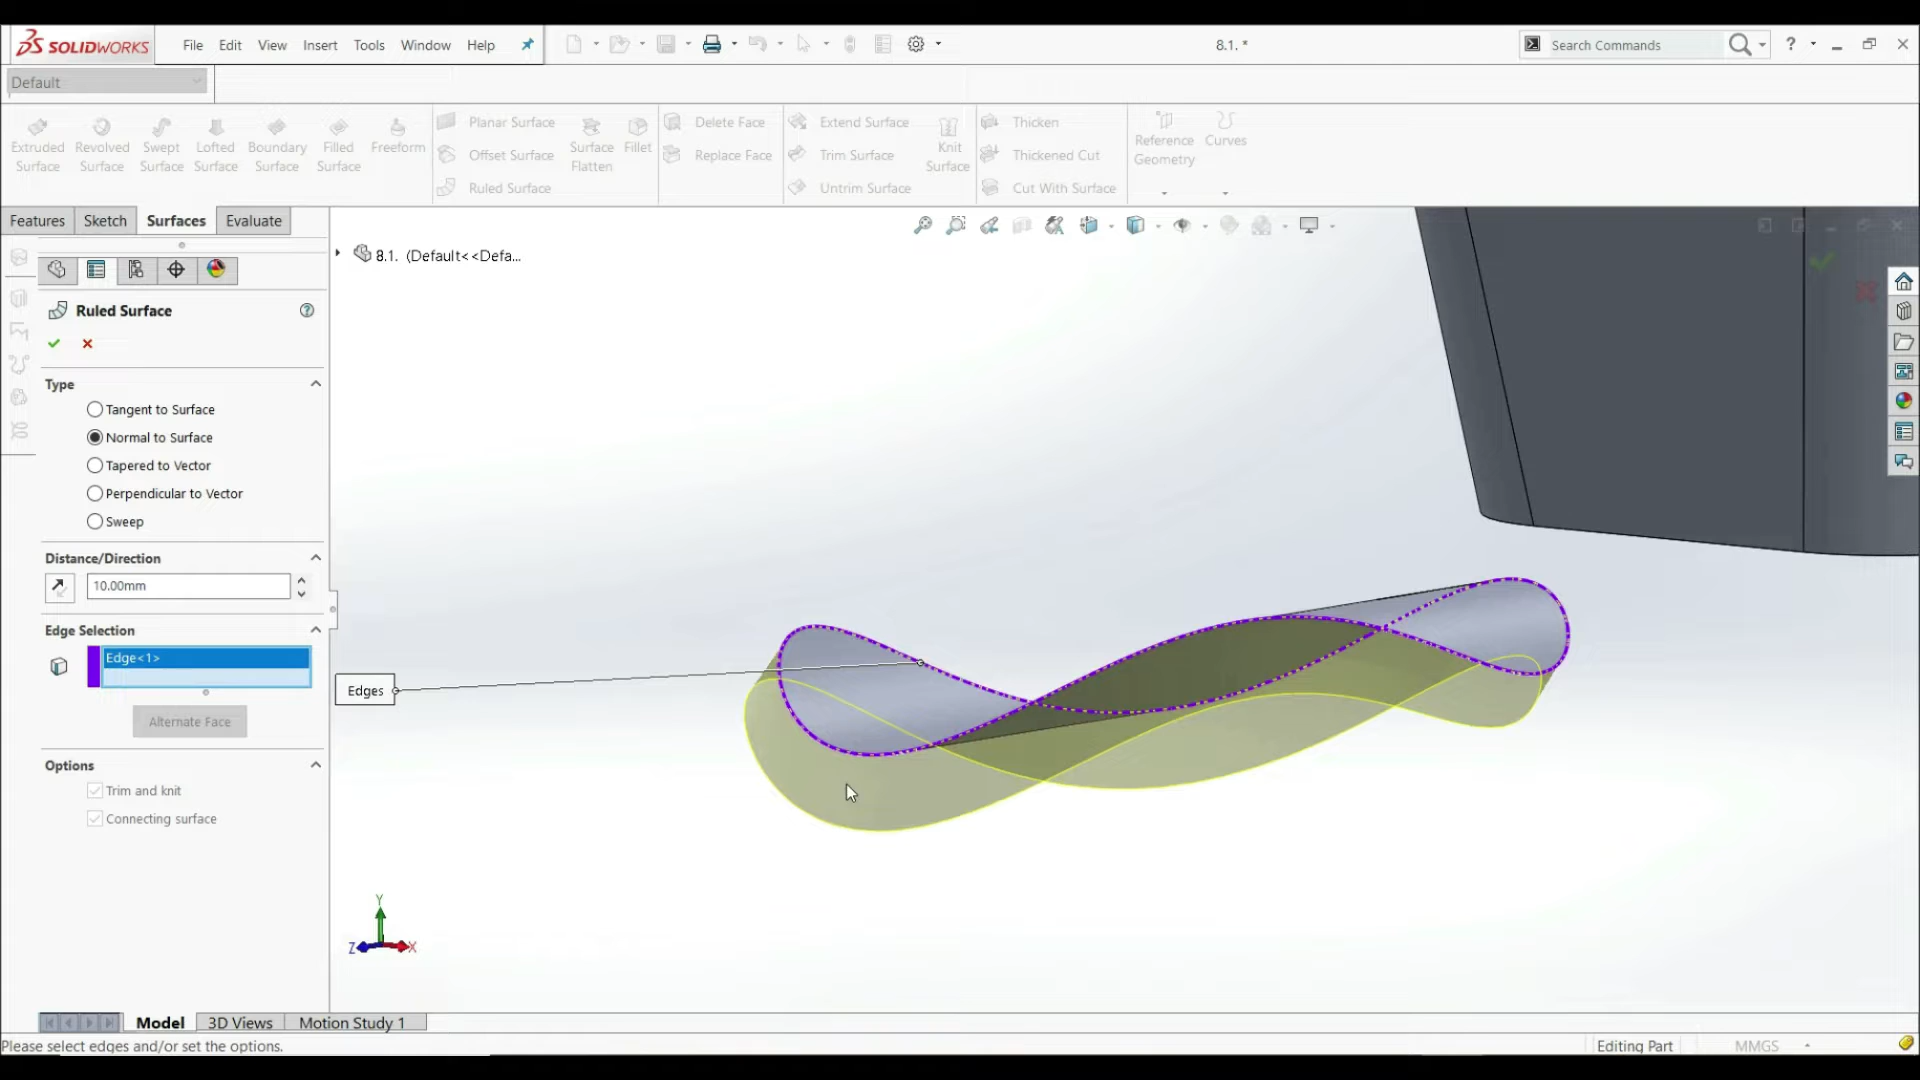 SOLIDWORKS
File Edit View Insert Tools Window Help
8.1. *
Search Commands
?
Default
Extruded Surface
Revolved Surface
Swept Surface
Lofted Surface
Boundary Surface
Filled Surface
Freeform
Planar Surface
Offset Surface
Ruled Surface
Surface Flatten
Fillet
Delete Face
Replace Face
Extend Surface
Trim Surface
Untrim Surface
Knit Surface
Thicken
Thickened Cut
Cut With Surface
Reference Geometry
Curves
Features Sketch Surfaces Evaluate
8.1. (Default<<Defa...
Ruled Surface
?
Type
Tangent to Surface
Normal to Surface
Tapered to Vector
Perpendicular to Vector
Sweep
Distance/Direction
10.00mm
Edge Selection
Edge<1>
Edges
Alternate Face
Options
Trim and knit
Connecting surface
Y
Z X
Model 3D Views Motion Study 1
Please select edges and/or set the options.
Editing Part MMGS